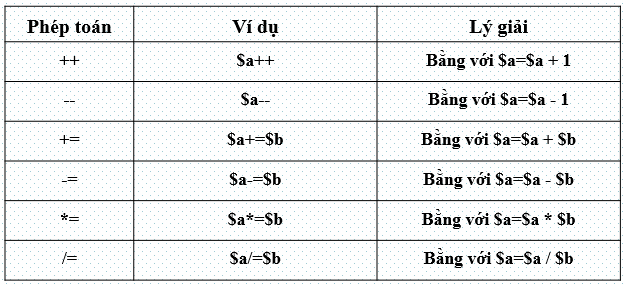 Phép toán Ví dụ Lý giải
++ $a++ Bằng với $a=$a + 1
-- $a-- Bằng với $a=$a - 1
+= $a+=$b Bằng với $a=$a + $b
-= $a-=$b Bằng với $a=$a - $b
*= $a*=$b Bằng với $a=$a * $b
/= $a/=$b Bằng với $a=$a / $b